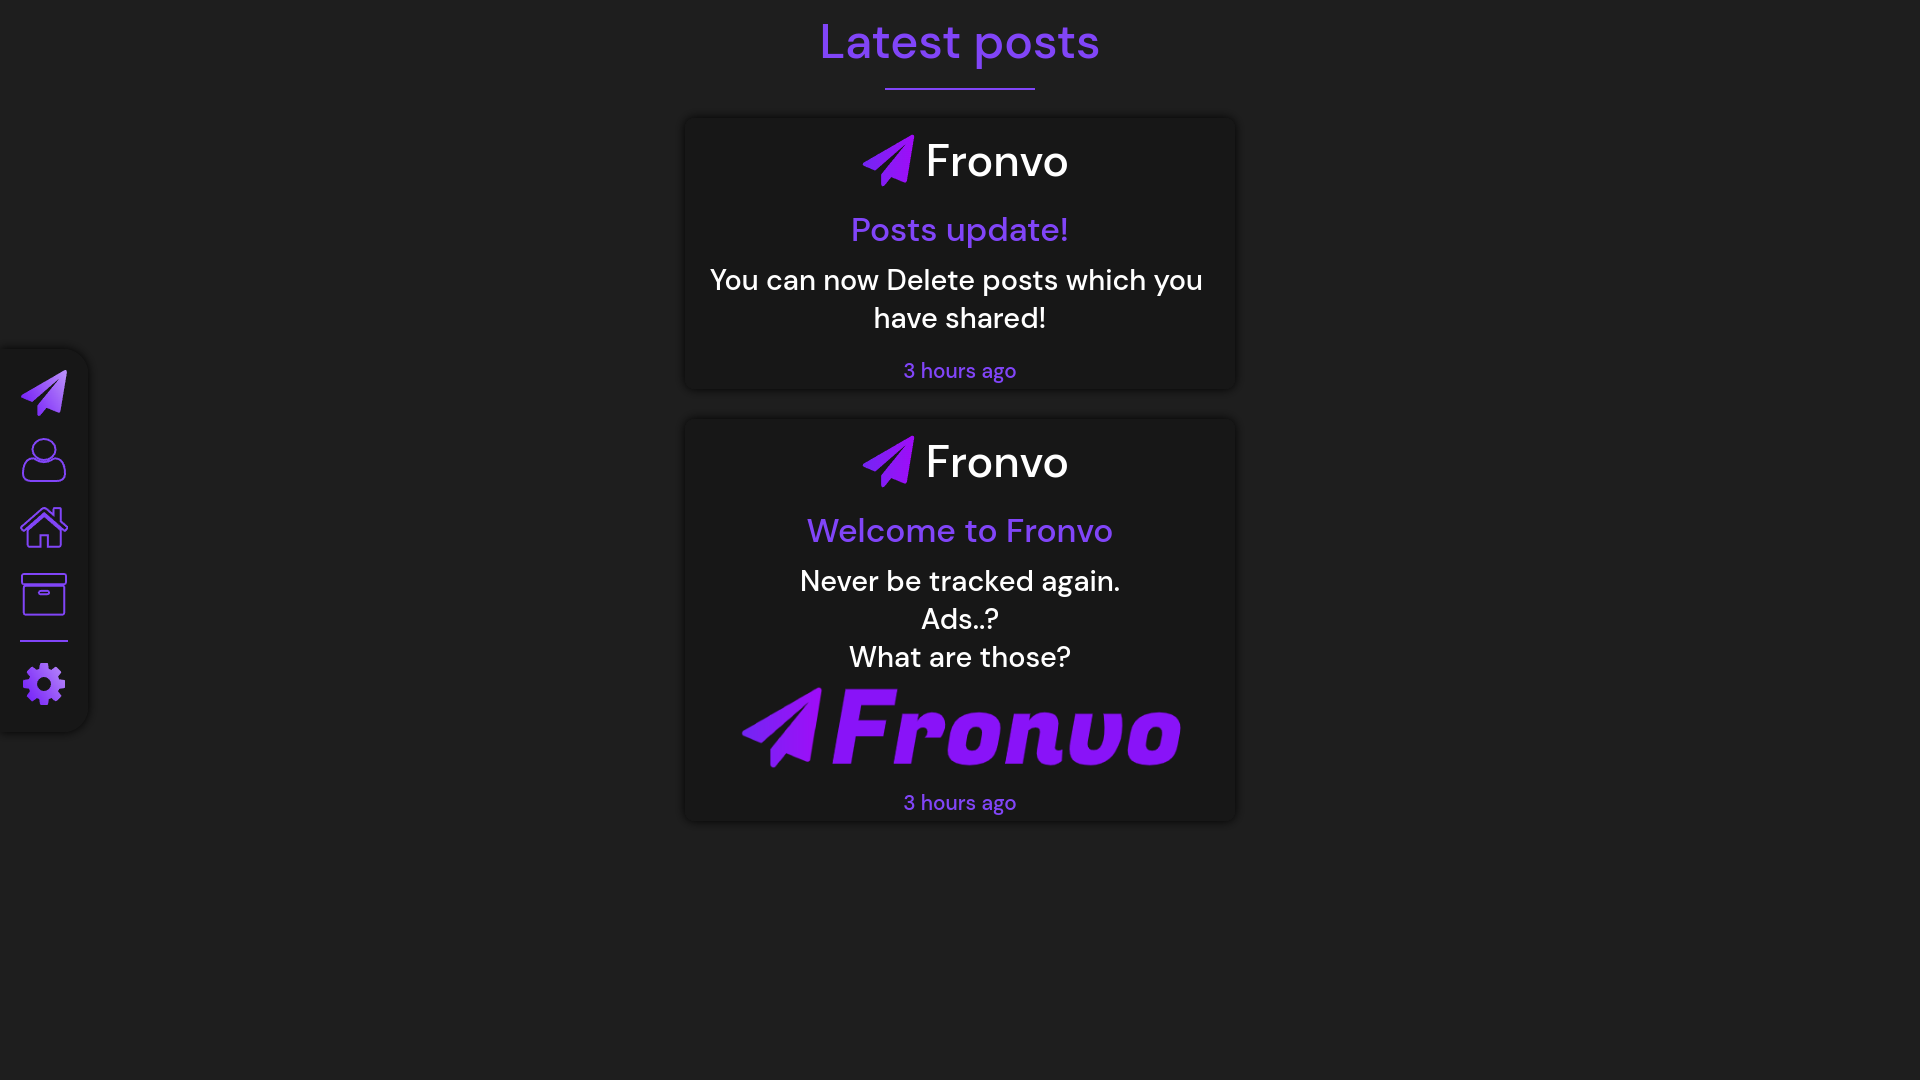 Latest posts
Fronvo
Posts update!
You can now Delete posts which you
have shared!
3 hours ago
Fronvo
Welcome to Fronvo
Never be tracked again.
Ads..?
What are those?
Fronvo
3 hours ago